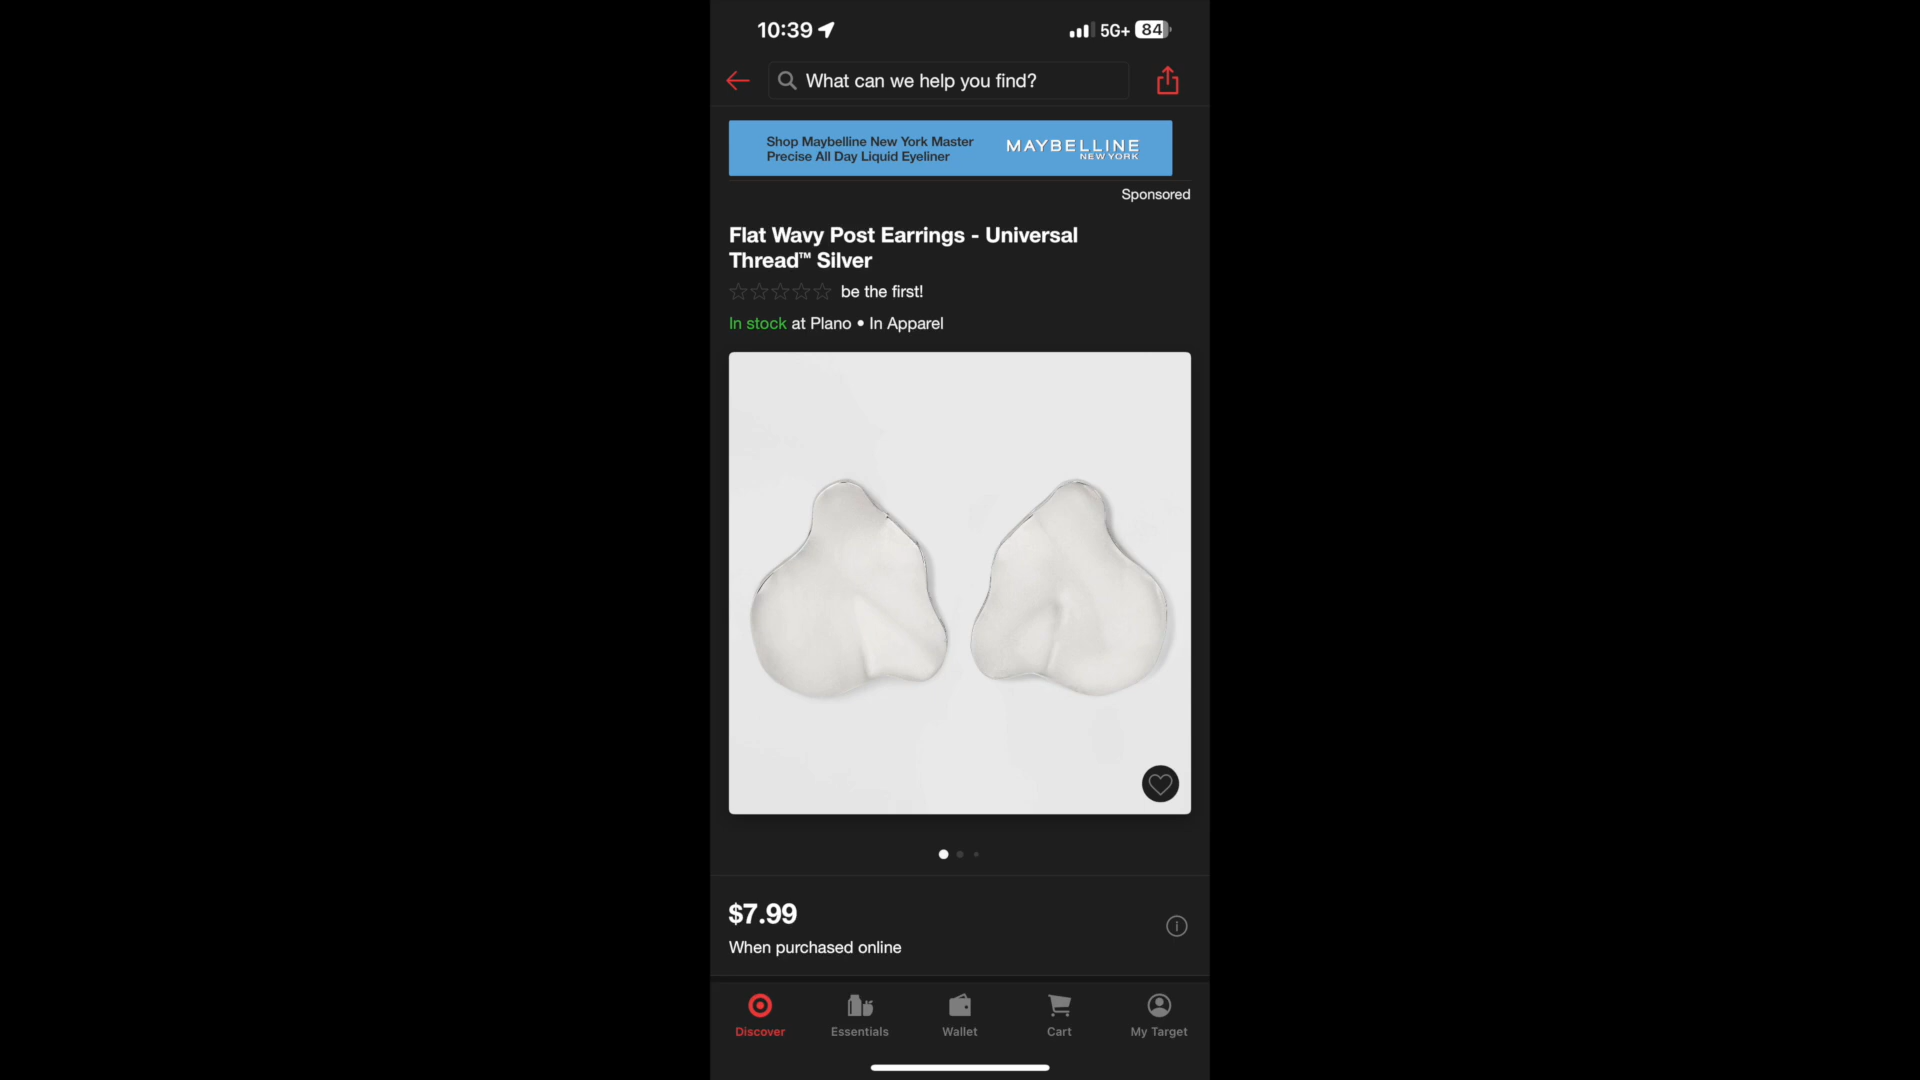 10:39
5G+ 84
What can we help you find?
Shop Maybelline New York Master
Precise All Day Liquid Eyeliner
MAYBELLINE
NEW YORK
Sponsored
Flat Wavy Post Earrings - Universal
Thread™ Silver
be the first!
In stock at Plano • In Apparel
$7.99
When purchased online
Discover
Essentials
Wallet
Cart
My Target